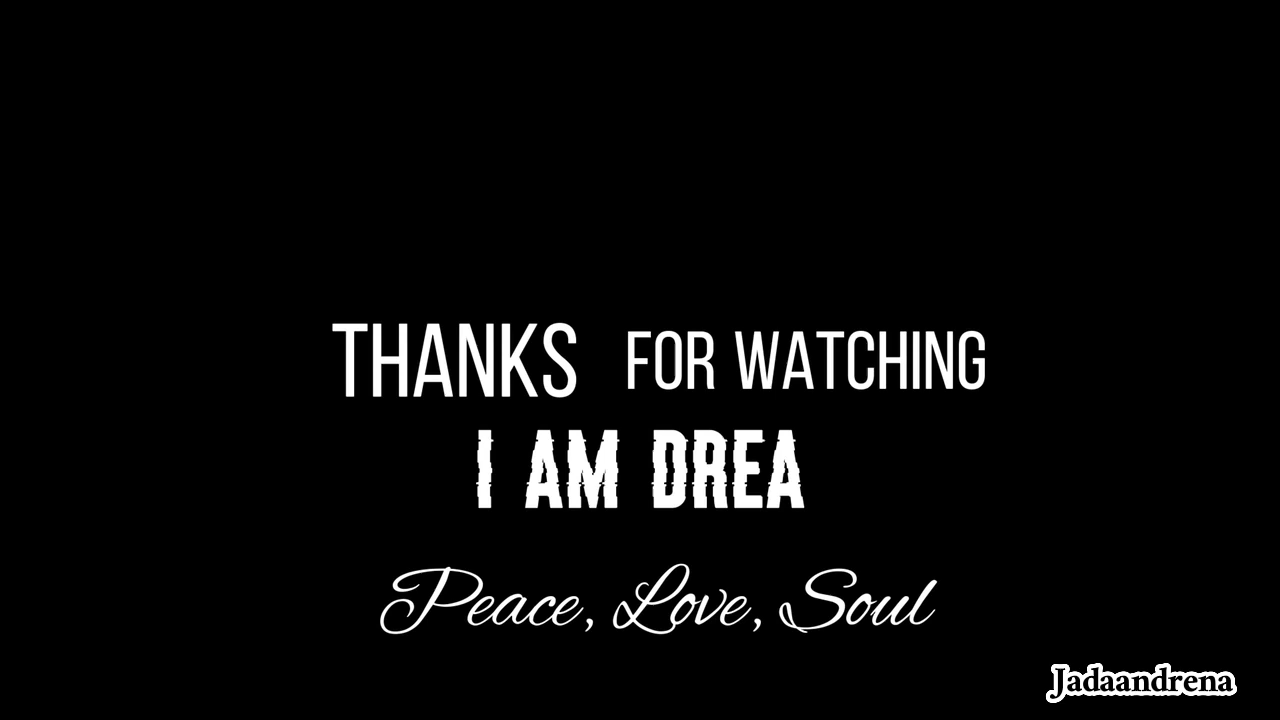 THANKS FOR WATCHING
I AM DREA
Peace, Love, Soul
Jadaandrena